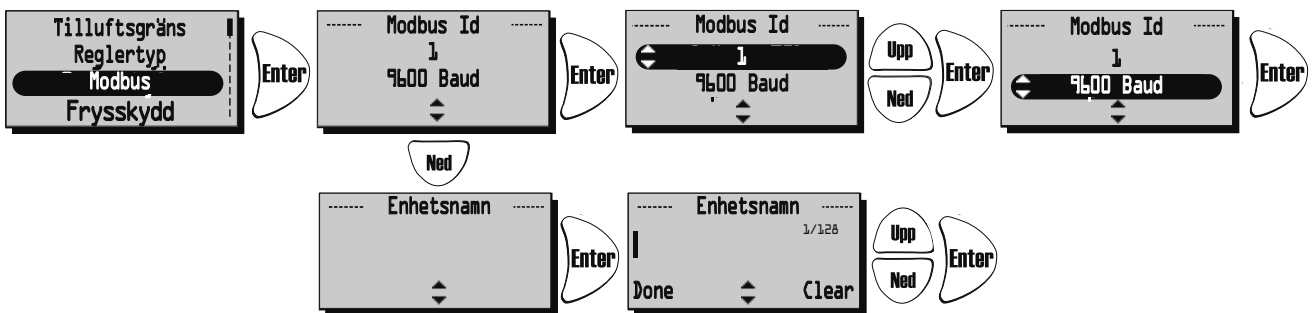 Tilluftsgräns
Reglertyp
Modbus
Frysskydd
Enter
Modbus Id
1
9600 Baud
Enter
Modbus Id
1
9600 Baud
Upp
Ned
Enter
Modbus Id
1
9600 Baud
Enter
Ned
Enhetsnamn
Enter
Enhetsnamn
1/128
Done Clear
Upp
Ned
Enter